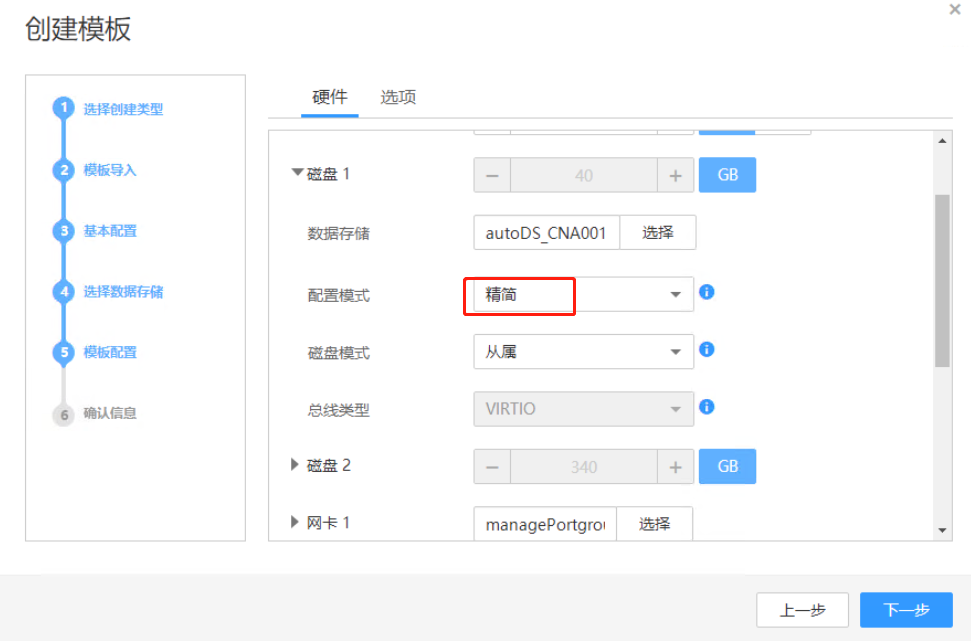 创建模板
1 选择创建类型
2 模板导入
3 基本配置
4 选择数据存储
5 模板配置
6 确认信息
硬件 选项
磁盘 1 − 40 + GB
数据存储 autoDS_CNA001 选择
配置模式 精简
磁盘模式 从属
总线类型 VIRTIO
磁盘 2 − 340 + GB
网卡 1 managePortgrou 选择
上一步 下一步